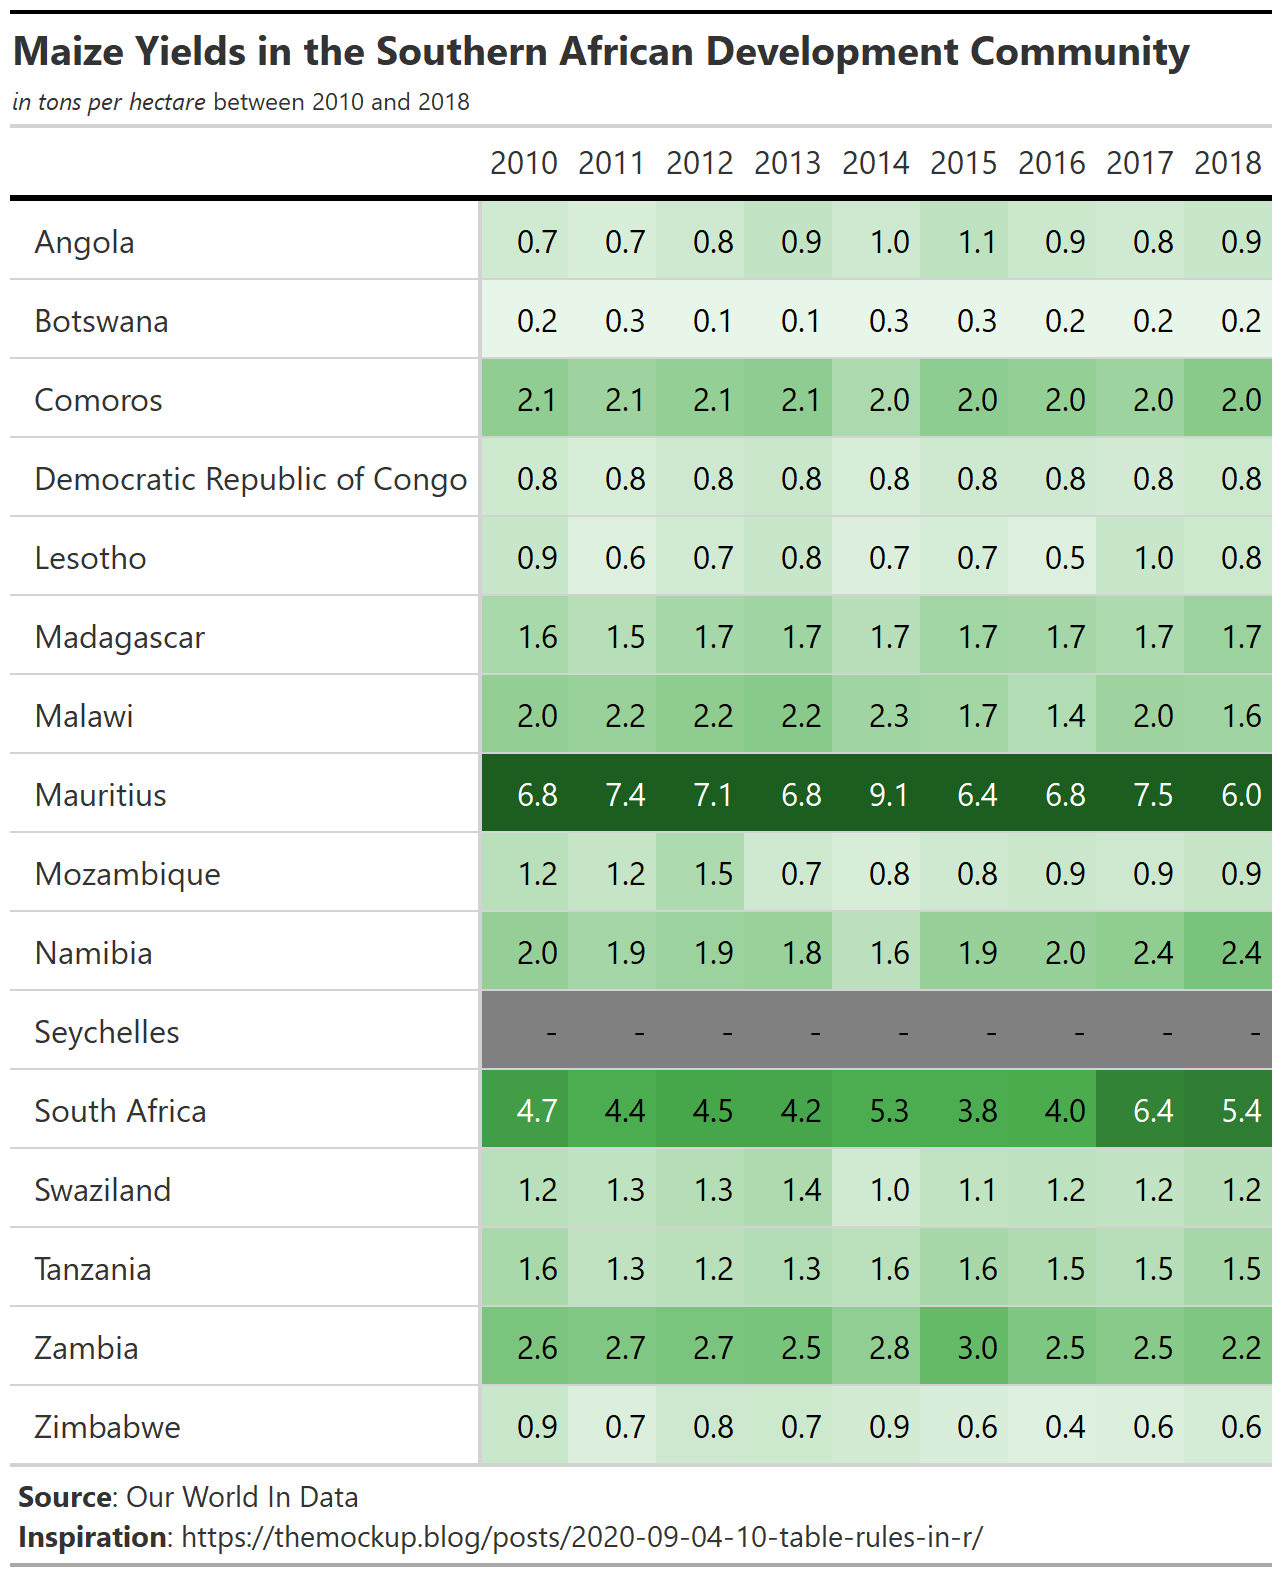 Maize Yields in the Southern African Development Community
in tons per hectare between 2010 and 2018
2010 2011 2012 2013 2014 2015 2016 2017 2018
Angola 0.7 0.7 0.8 0.9 1.0 1.1 0.9 0.8 0.9
Botswana 0.2 0.3 0.1 0.1 0.3 0.3 0.2 0.2 0.2
Comoros 2.1 2.1 2.1 2.1 2.0 2.0 2.0 2.0 2.0
Democratic Republic of Congo 0.8 0.8 0.8 0.8 0.8 0.8 0.8 0.8 0.8
Lesotho 0.9 0.6 0.7 0.8 0.7 0.7 0.5 1.0 0.8
Madagascar 1.6 1.5 1.7 1.7 1.7 1.7 1.7 1.7 1.7
Malawi 2.0 2.2 2.2 2.2 2.3 1.7 1.4 2.0 1.6
Mauritius 6.8 7.4 7.1 6.8 9.1 6.4 6.8 7.5 6.0
Mozambique 1.2 1.2 1.5 0.7 0.8 0.8 0.9 0.9 0.9
Namibia 2.0 1.9 1.9 1.8 1.6 1.9 2.0 2.4 2.4
Seychelles - - - - - - - - -
South Africa 4.7 4.4 4.5 4.2 5.3 3.8 4.0 6.4 5.4
Swaziland 1.2 1.3 1.3 1.4 1.0 1.1 1.2 1.2 1.2
Tanzania 1.6 1.3 1.2 1.3 1.6 1.6 1.5 1.5 1.5
Zambia 2.6 2.7 2.7 2.5 2.8 3.0 2.5 2.5 2.2
Zimbabwe 0.9 0.7 0.8 0.7 0.9 0.6 0.4 0.6 0.6
Source: Our World In Data
Inspiration: https://themockup.blog/posts/2020-09-04-10-table-rules-in-r/